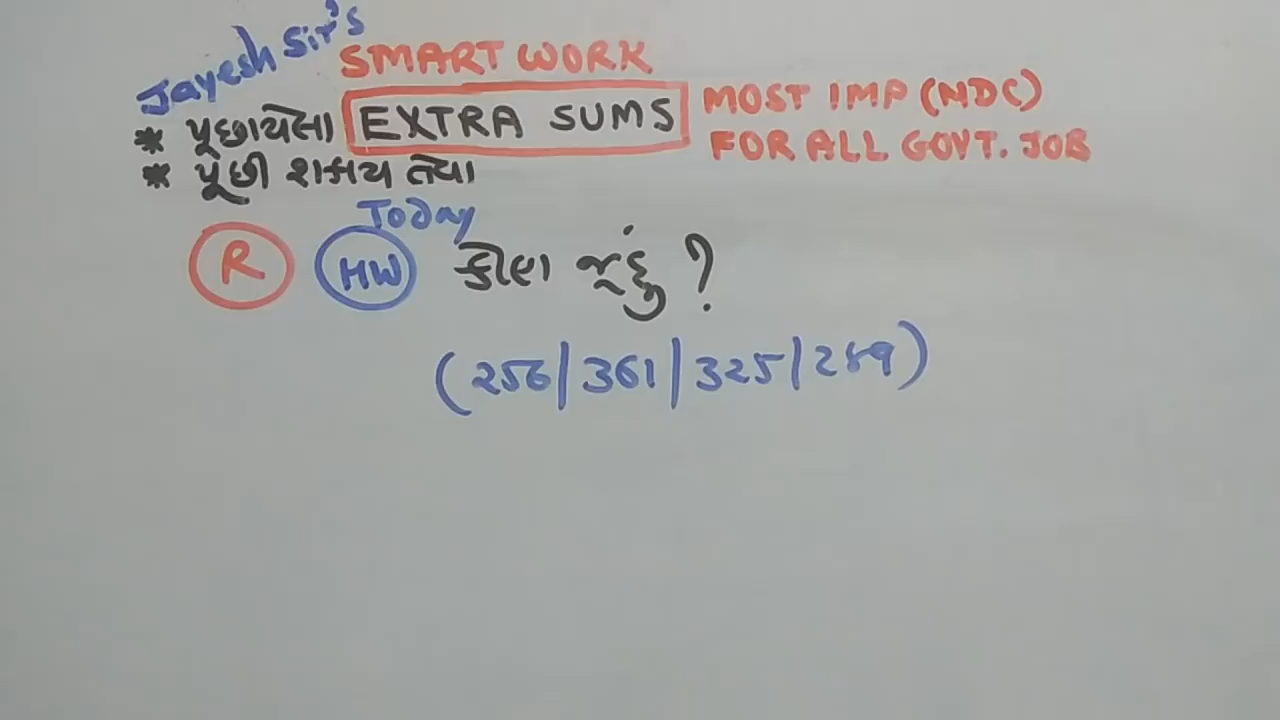 Jayesh Sir's
SMART WORK
* પૂછાયેલા EXTRA SUMS MOST IMP (NDC)
* પૂછી શકાય તેવા FOR ALL GOVT. JOB
Today
R HW કોણ જૂદું ?
(256/361/325/289)